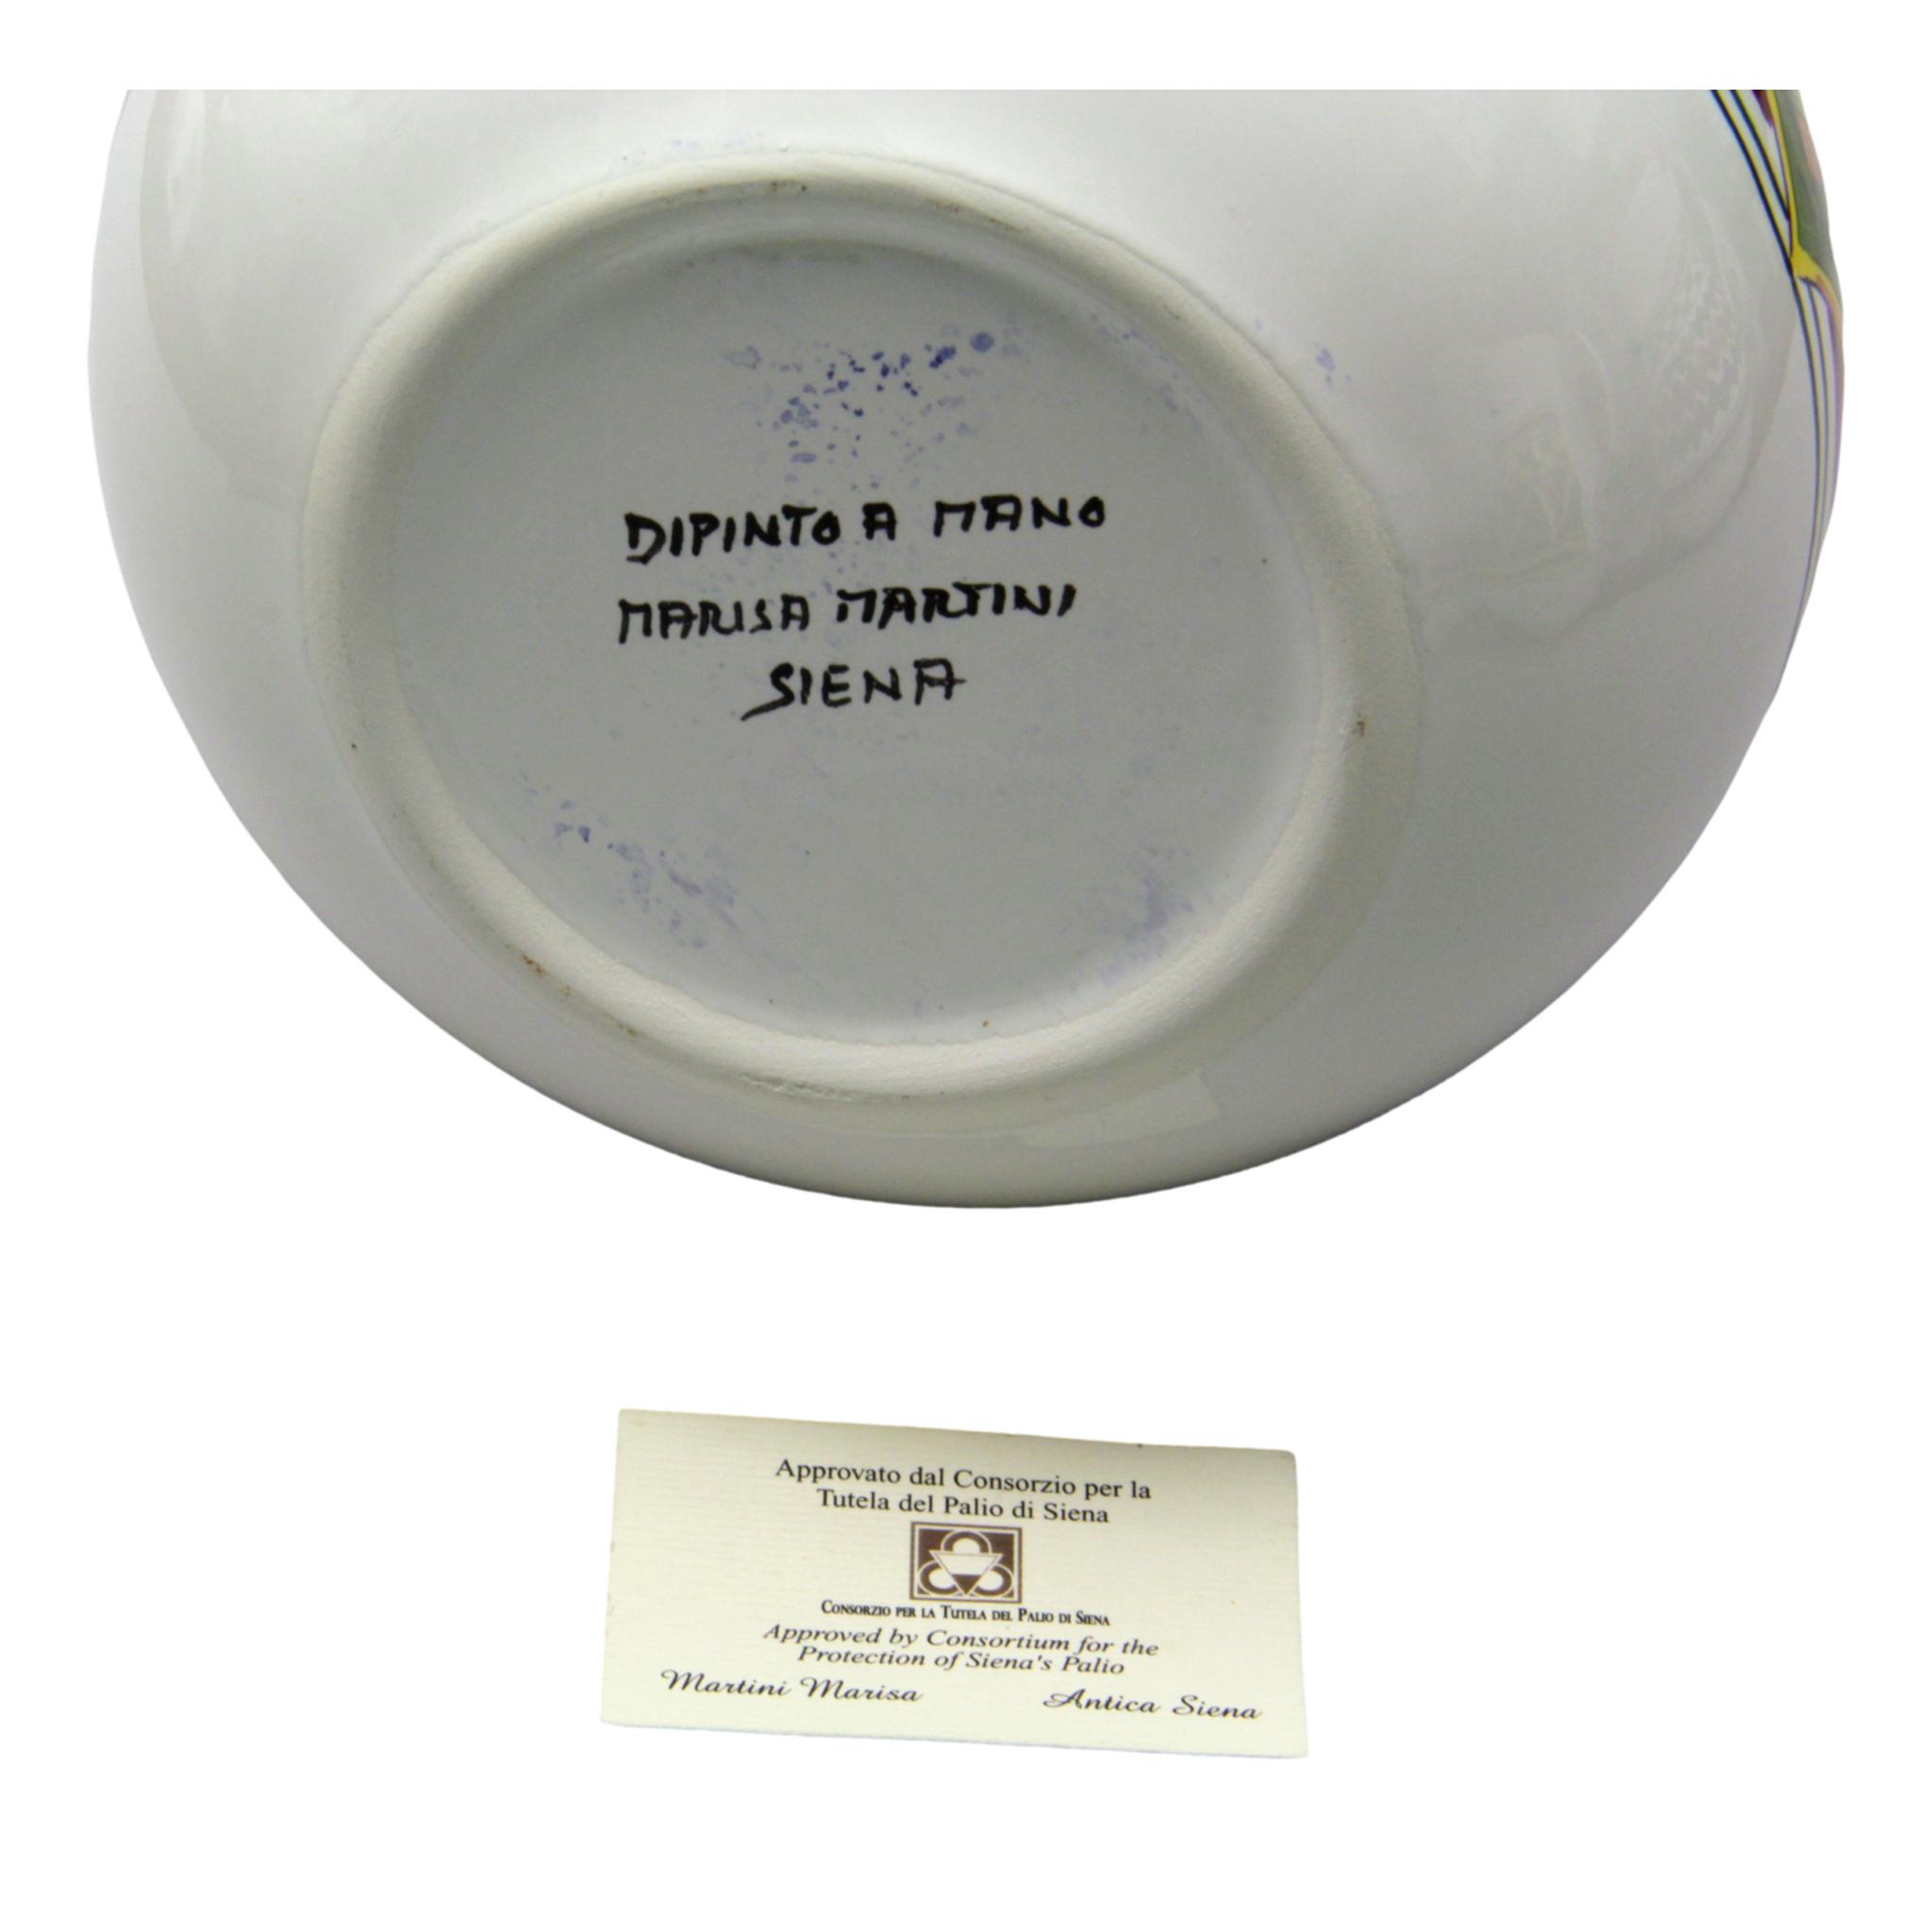 DIPINTO A MANO
MARISA MARTINI
SIENA
Approvato dal Consorzio per la
Tutela del Palio di Siena
CONSORZIO PER LA TUTELA DEL PALIO DI SIENA
Approved by Consortium for the
Protection of Siena's Palio
Martini Marisa Antica Siena